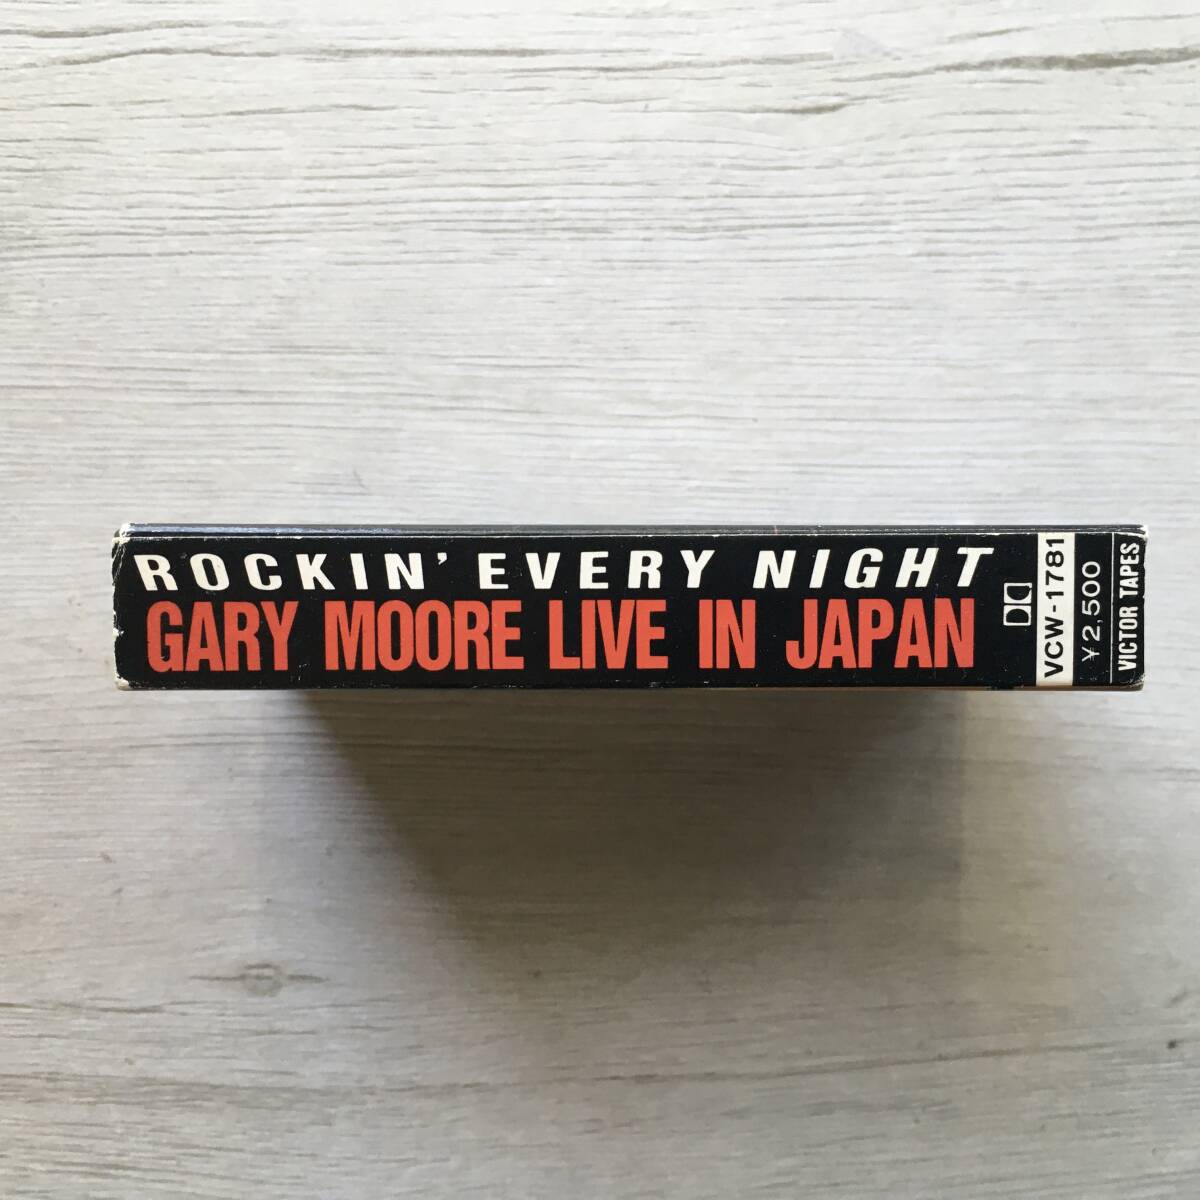 ROCKIN' EVERY NIGHT
GARY MOORE LIVE IN JAPAN
VCW-1781
¥2,500
VICTOR TAPES